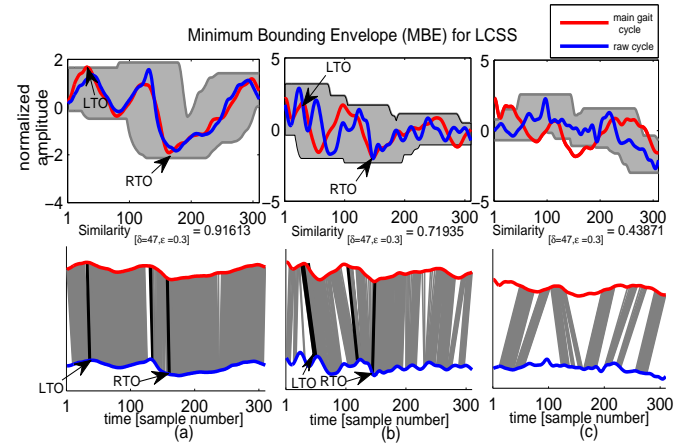 Minimum Bounding Envelope (MBE) for LCSS
main gait
cycle
raw cycle
normalized
amplitude
2
0
−2
−4
LTO
RTO
1 100 200 300
5
0
−5
LTO
RTO
1 100 200 300
5
0
−5
1 100 200 300
Similarity [δ=47,ε =0.3] = 0.91613
Similarity [δ=47,ε =0.3] = 0.71935
Similarity [δ=47,ε =0.3] = 0.43871
LTO
RTO
LTO
RTO
1 100 200 300
1 100 200 300
1 100 200 300
time [sample number]
time [sample number]
time [sample number]
(a)
(b)
(c)